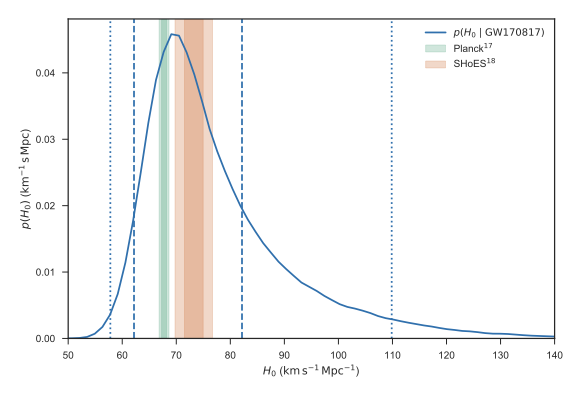 p(H₀ | GW170817)
Planck¹⁷
SHoES¹⁸
p(H₀) (km⁻¹ s Mpc)
0.04
0.03
0.02
0.01
0.00
50 60 70 80 90 100 110 120 130 140
H₀ (km s⁻¹ Mpc⁻¹)